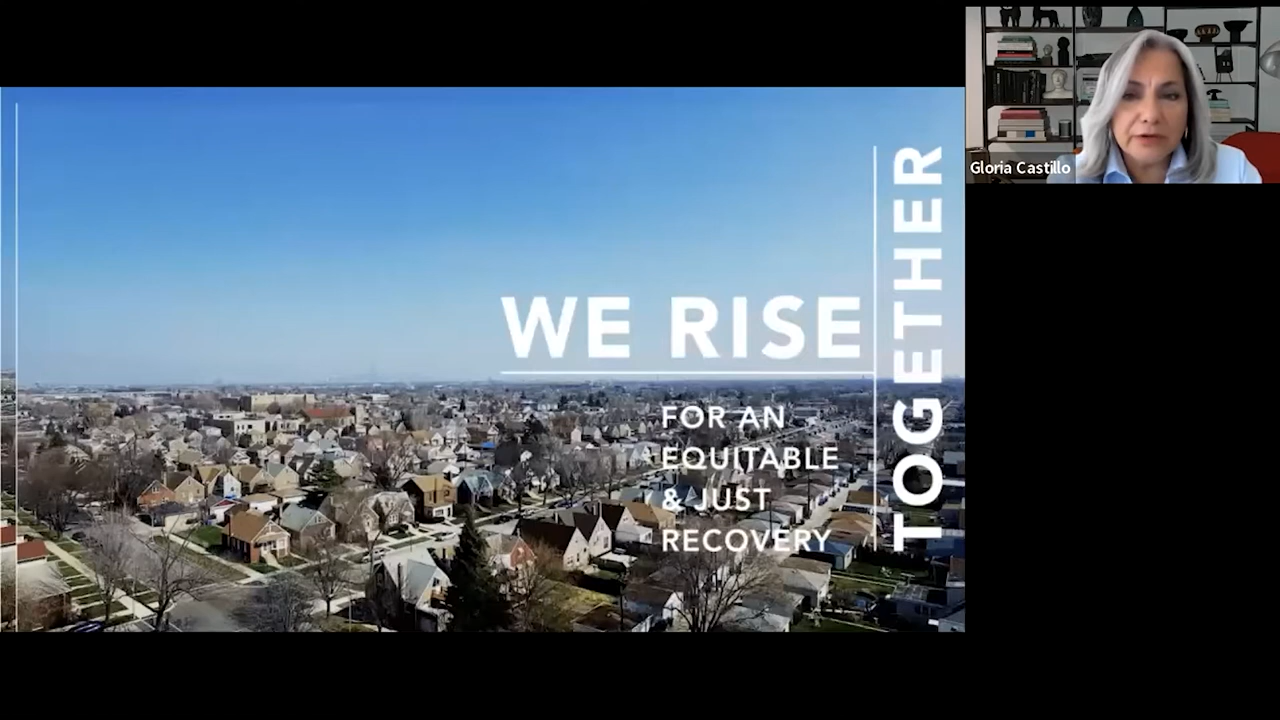 WE RISE
TOGETHER
FOR AN
EQUITABLE
& JUST
RECOVERY
Gloria Castillo